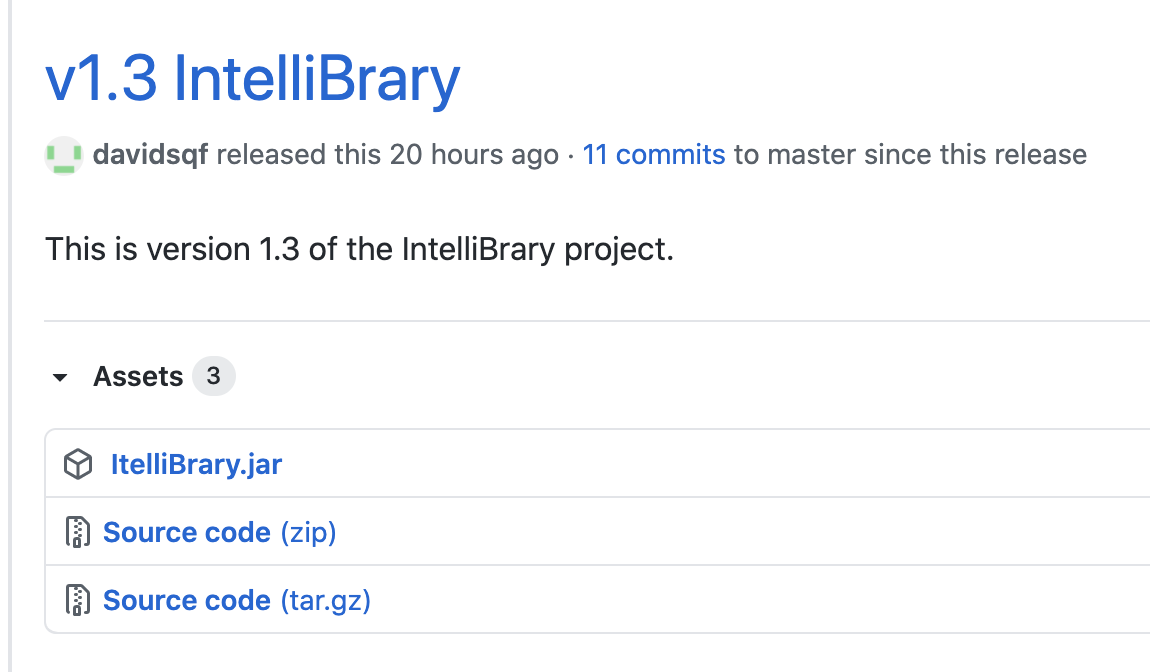 v1.3 IntelliBrary
davidsqf released this 20 hours ago · 11 commits to master since this release
This is version 1.3 of the IntelliBrary project.
Assets 3
ItelliBrary.jar
Source code (zip)
Source code (tar.gz)